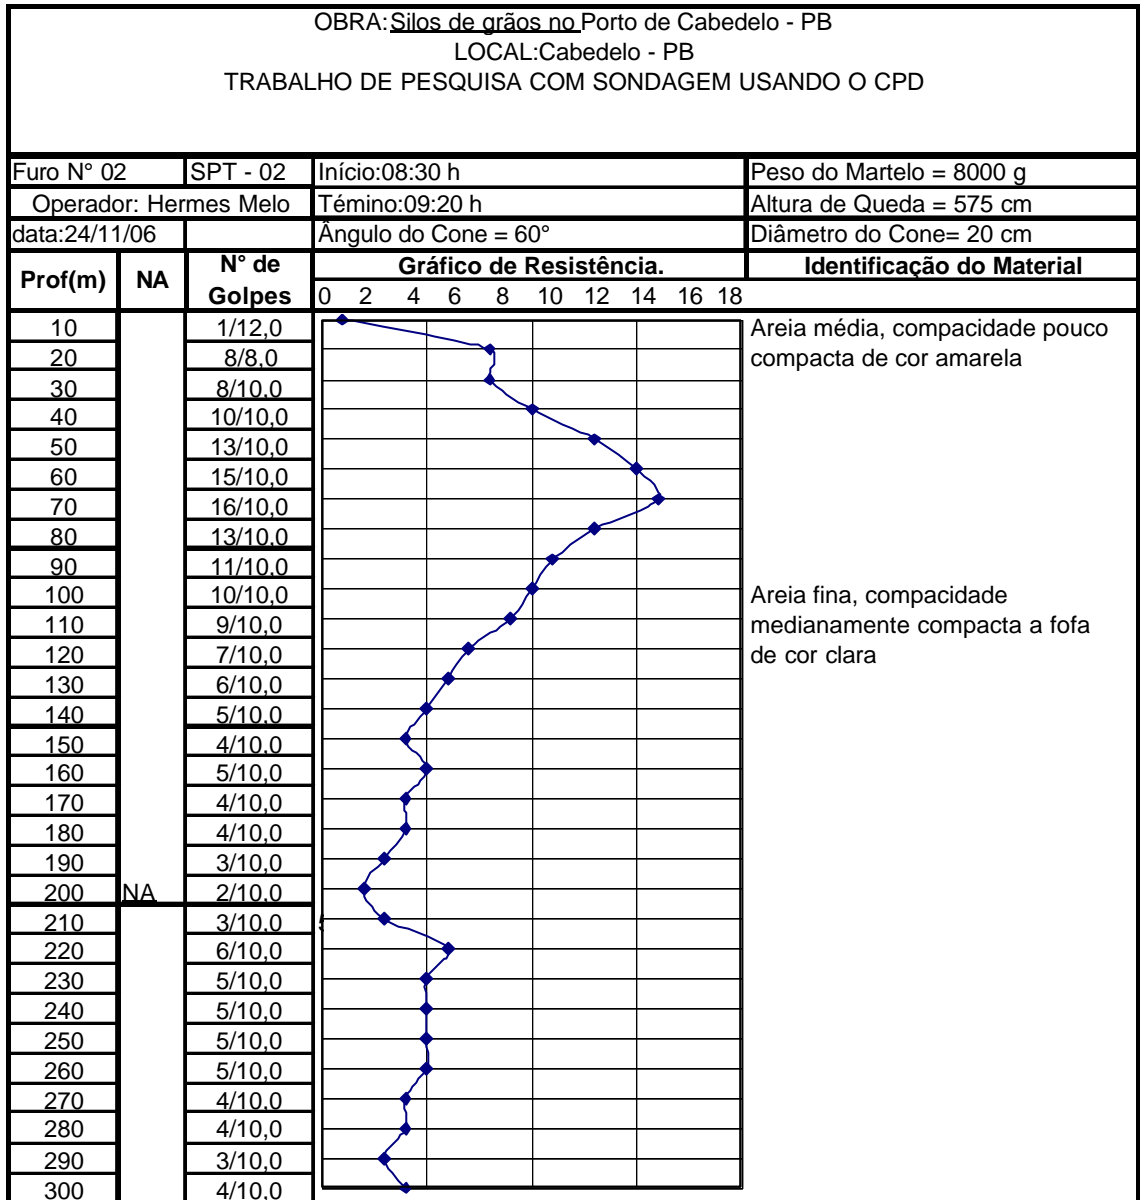 OBRA:Silos de grãos no Porto de Cabedelo - PB
LOCAL:Cabedelo - PB
TRABALHO DE PESQUISA COM SONDAGEM USANDO O CPD
Furo N° 02 SPT - 02 Início:08:30 h Peso do Martelo = 8000 g
Operador: Hermes Melo Témino:09:20 h Altura de Queda = 575 cm
data:24/11/06 Ângulo do Cone = 60° Diâmetro do Cone= 20 cm
Prof(m) NA N° de Golpes Gráfico de Resistência. Identificação do Material
0 2 4 6 8 10 12 14 16 18
10 1/12,0 Areia média, compacidade pouco
20 8/8,0 compacta de cor amarela
30 8/10,0
40 10/10,0
50 13/10,0
60 15/10,0
70 16/10,0
80 13/10,0
90 11/10,0
100 10/10,0 Areia fina, compacidade
110 9/10,0 medianamente compacta a fofa
120 7/10,0 de cor clara
130 6/10,0
140 5/10,0
150 4/10,0
160 5/10,0
170 4/10,0
180 4/10,0
190 3/10,0
200 NA 2/10,0
210 3/10,0
220 6/10,0
230 5/10,0
240 5/10,0
250 5/10,0
260 5/10,0
270 4/10,0
280 4/10,0
290 3/10,0
300 4/10,0